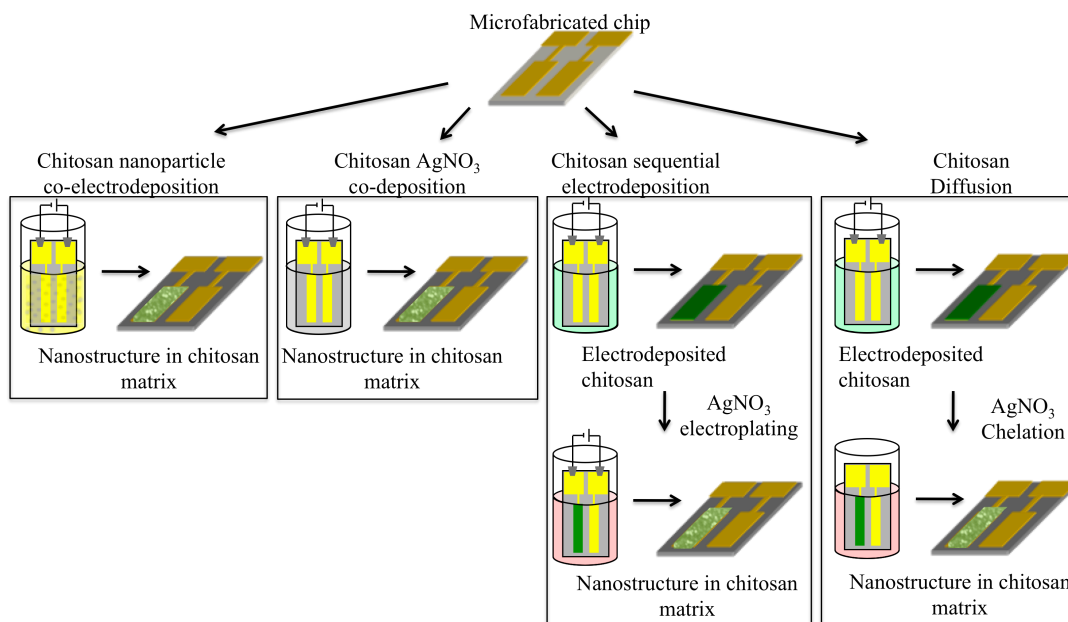 Microfabricated chip
Chitosan nanoparticle
co-electrodeposition
Chitosan AgNO₃
co-deposition
Chitosan sequential
electrodeposition
Chitosan
Diffusion
Nanostructure in chitosan
matrix
Nanostructure in chitosan
matrix
Electrodeposited
chitosan
AgNO₃
electroplating
Nanostructure in chitosan
matrix
Electrodeposited
chitosan
AgNO₃
Chelation
Nanostructure in chitosan
matrix